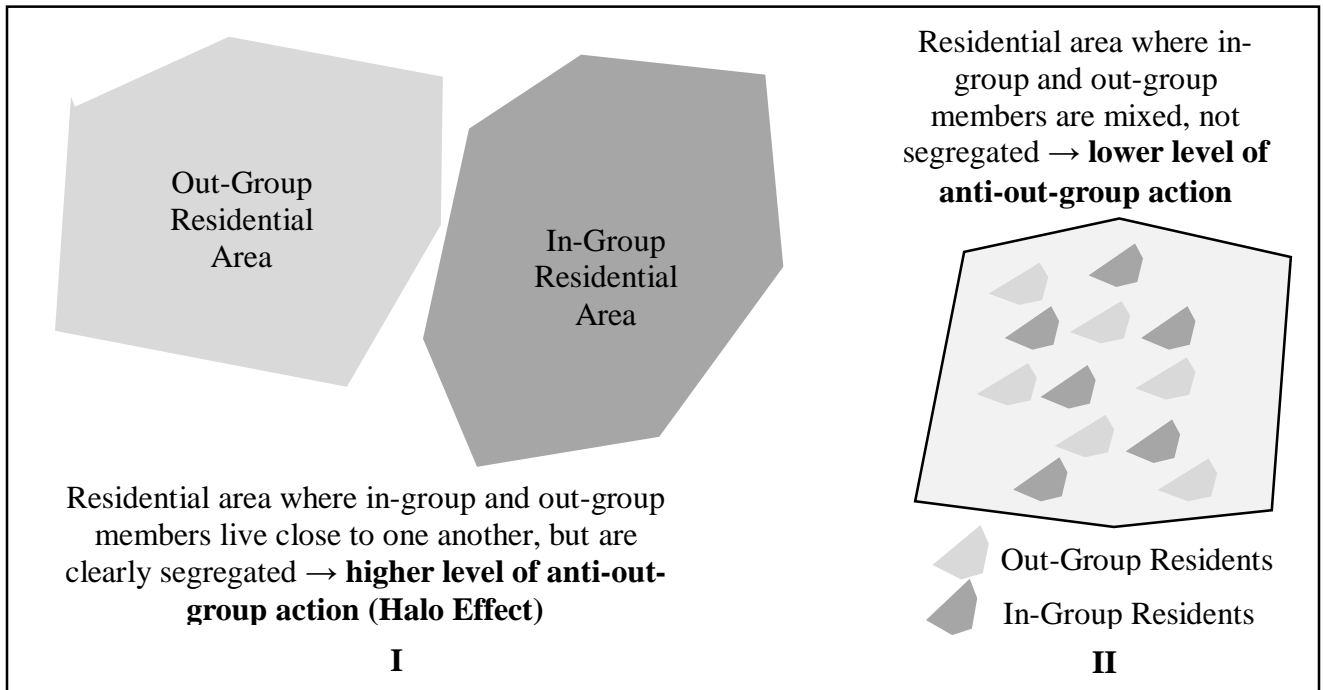 Out-Group
Residential
Area
In-Group
Residential
Area
Residential area where in-group and out-group
members live close to one another, but are
clearly segregated → higher level of anti-out-
group action (Halo Effect)
I
Residential area where in-
group and out-group
members are mixed, not
segregated → lower level of
anti-out-group action
Out-Group Residents
In-Group Residents
II